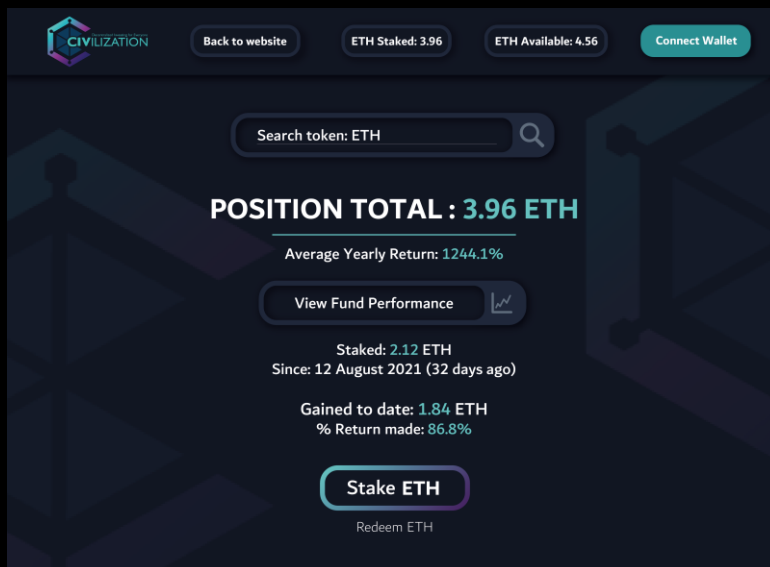 CIVILIZATION
Back to website
ETH Staked: 3.96
ETH Available: 4.56
Connect Wallet
Search token: ETH
POSITION TOTAL : 3.96 ETH
Average Yearly Return: 1244.1%
View Fund Performance
Staked: 2.12 ETH
Since: 12 August 2021 (32 days ago)
Gained to date: 1.84 ETH
% Return made: 86.8%
Stake ETH
Redeem ETH